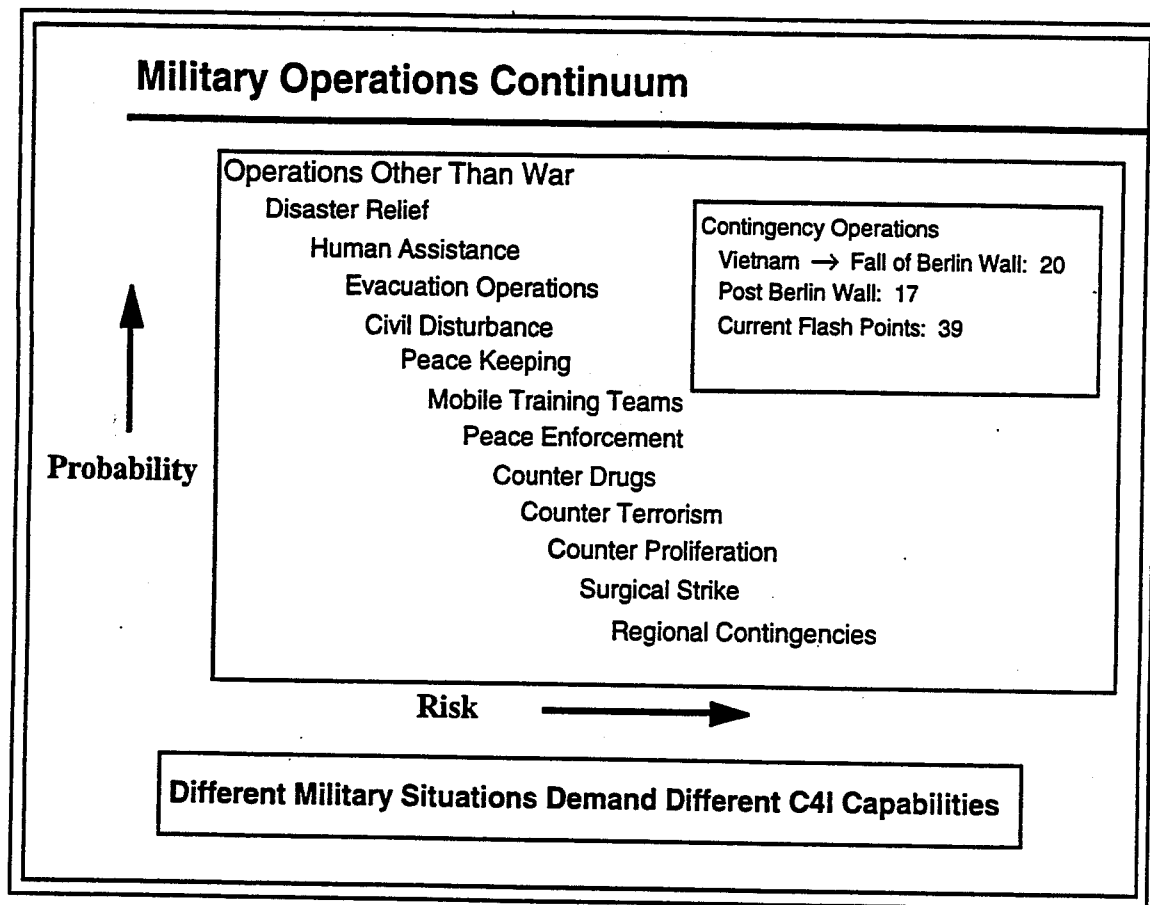 Military Operations Continuum
Operations Other Than War
Disaster Relief
Human Assistance
Evacuation Operations
Civil Disturbance
Peace Keeping
Mobile Training Teams
Peace Enforcement
Counter Drugs
Counter Terrorism
Counter Proliferation
Surgical Strike
Regional Contingencies
Contingency Operations
Vietnam → Fall of Berlin Wall: 20
Post Berlin Wall: 17
Current Flash Points: 39
Probability
Risk
Different Military Situations Demand Different C4I Capabilities